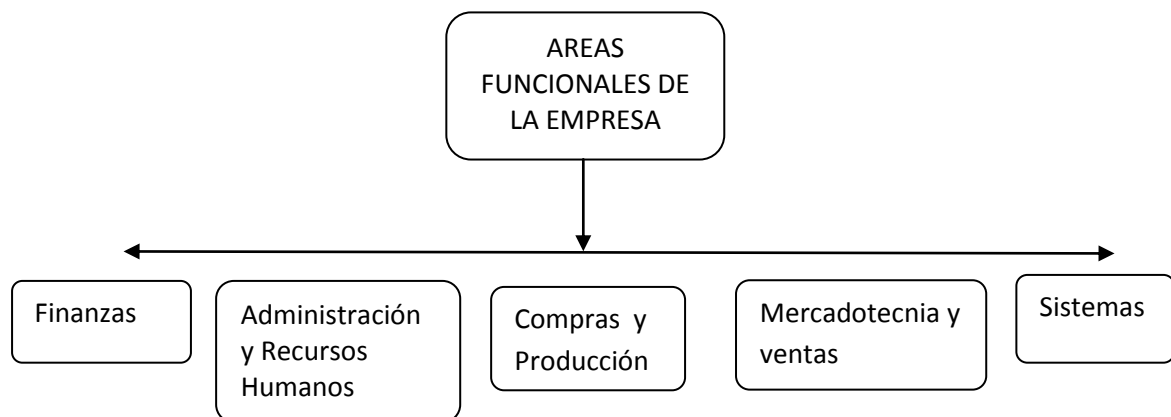 AREAS
FUNCIONALES DE
LA EMPRESA
Finanzas
Administración
y Recursos
Humanos
Compras y
Producción
Mercadotecnia y
ventas
Sistemas